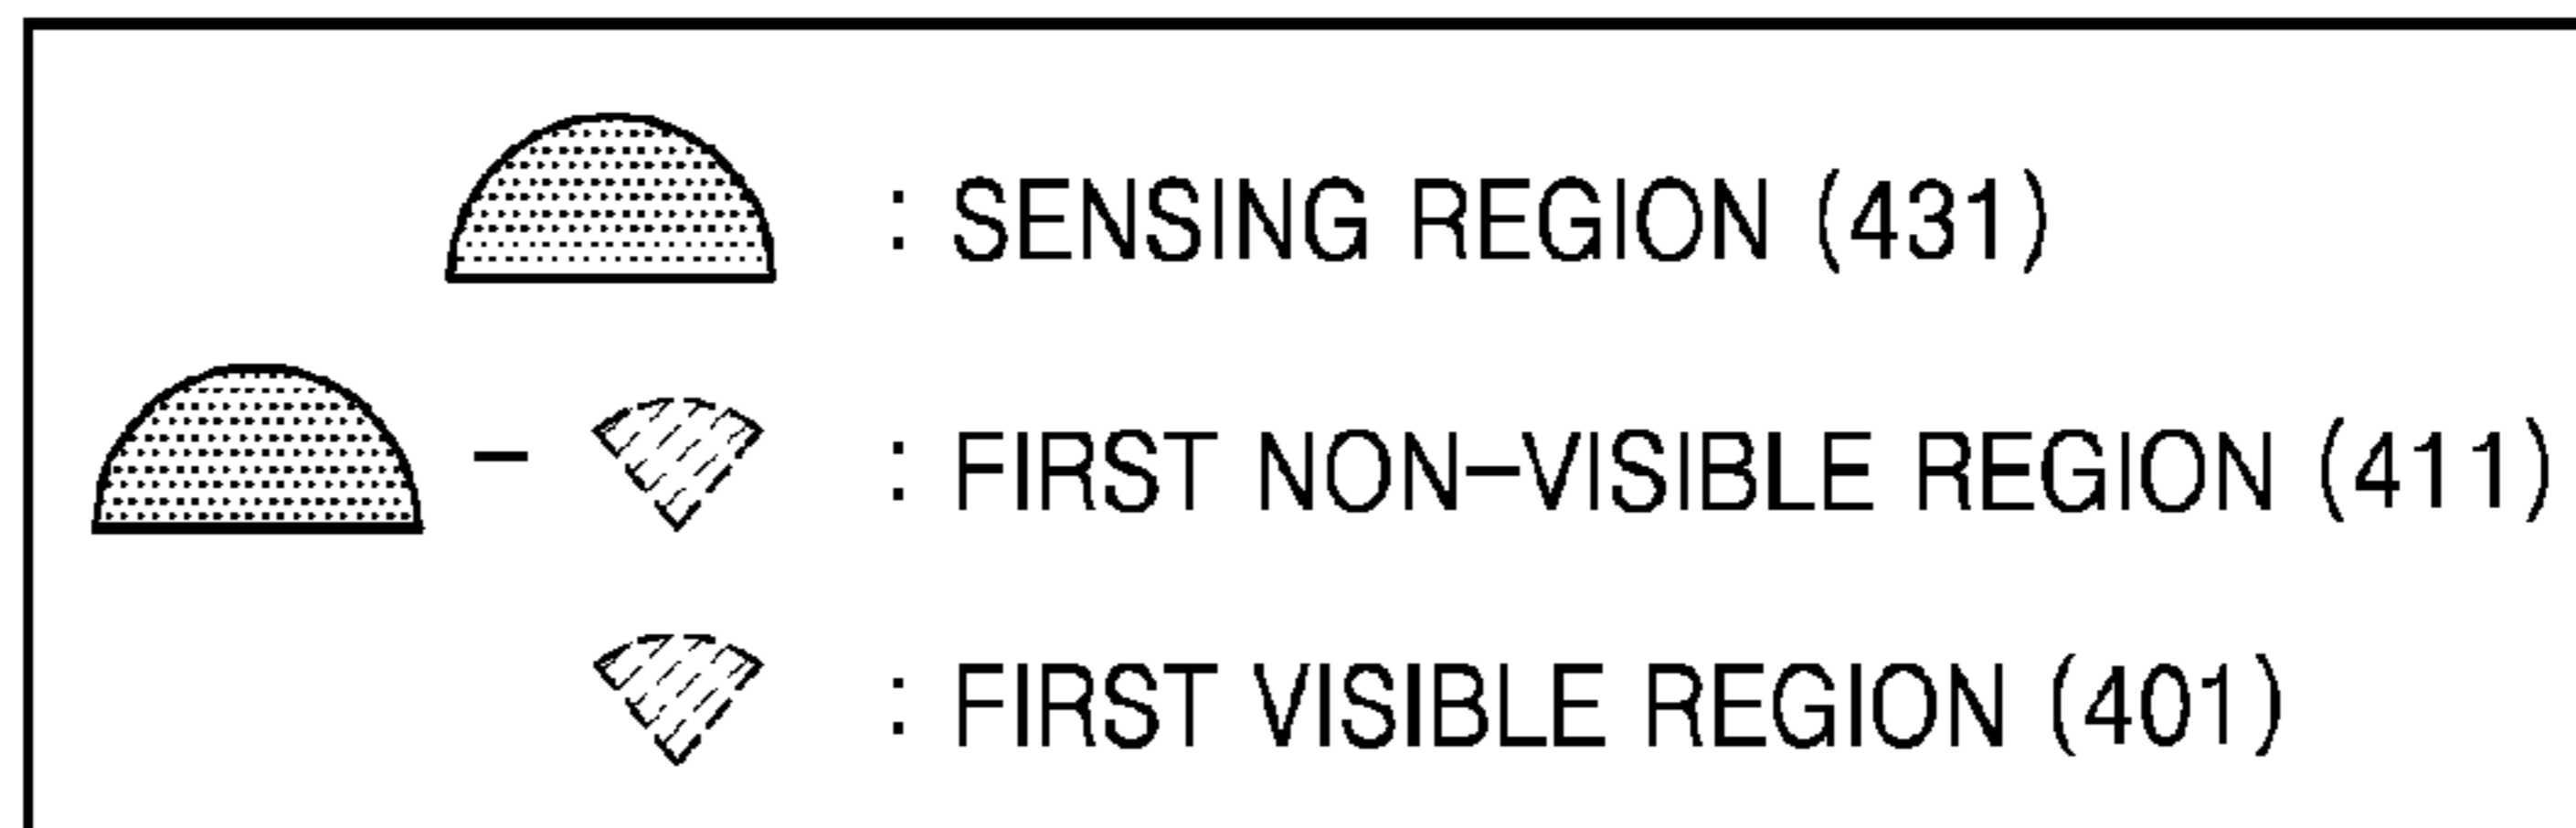 : SENSING REGION (431)
– : FIRST NON–VISIBLE REGION (411)
: FIRST VISIBLE REGION (401)